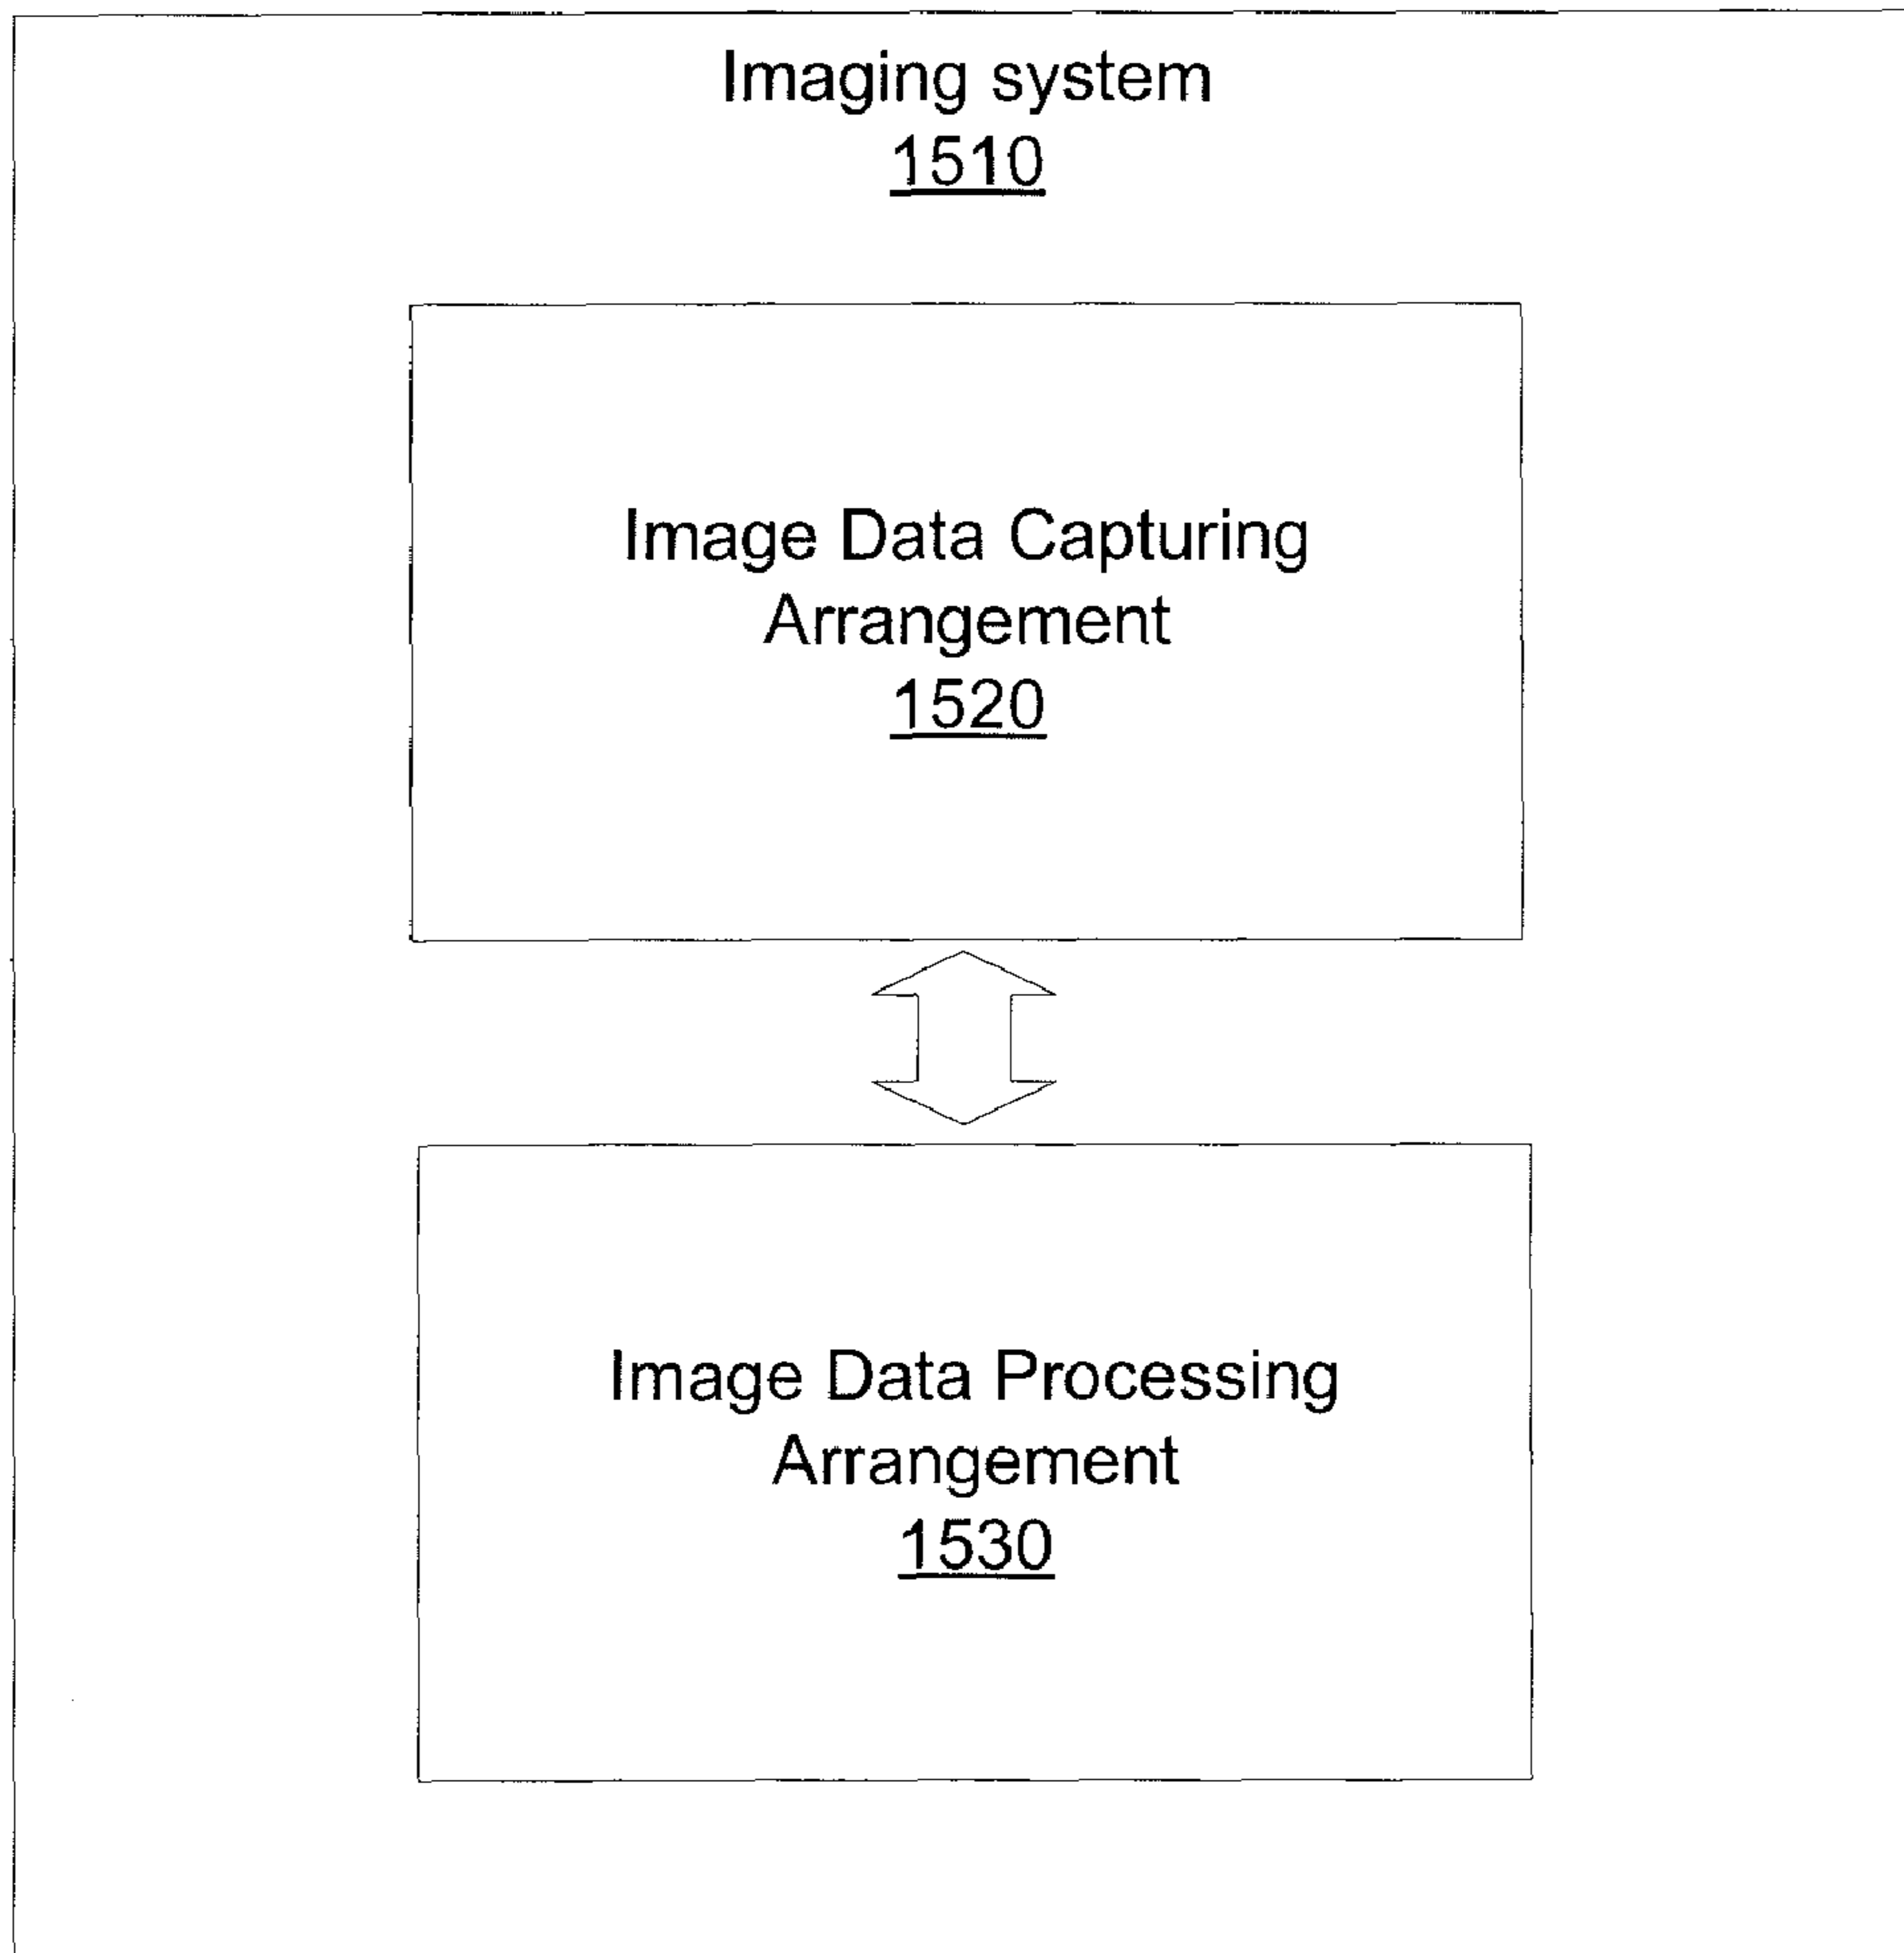 Imaging system
1510
Image Data Capturing
Arrangement
1520
Image Data Processing
Arrangement
1530